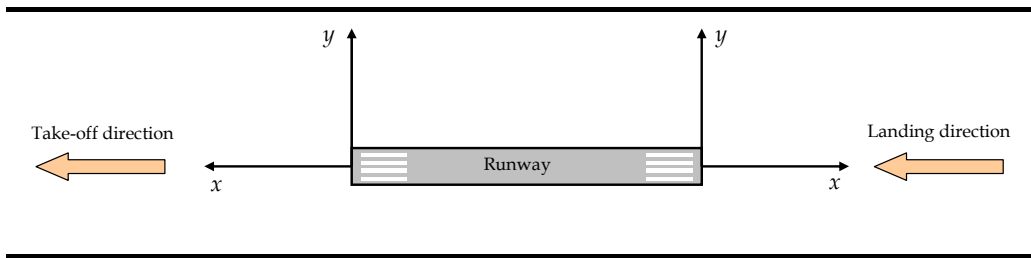 y
y
Take-off direction
Landing direction
Runway
x
x